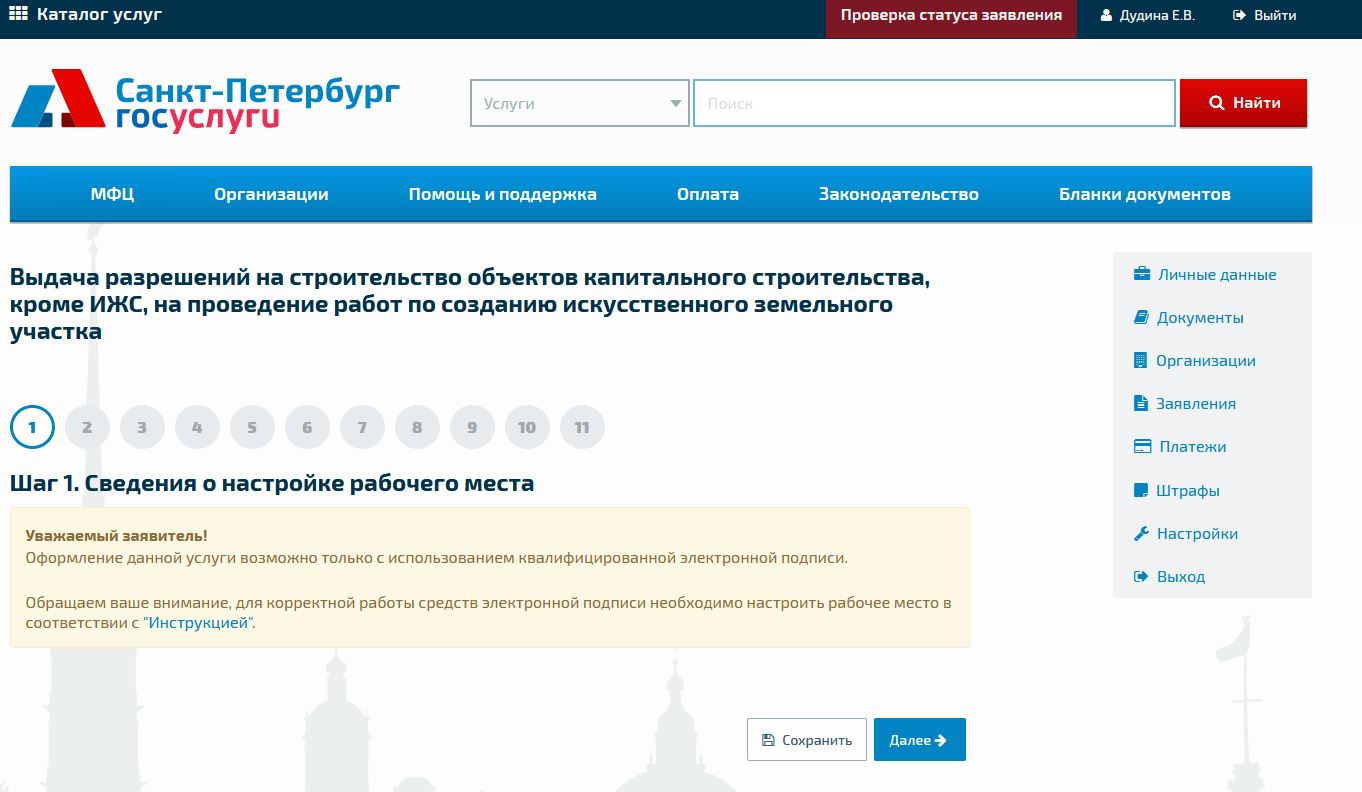 Каталог услуг
Проверка статуса заявления
Дудина Е.В.
Выйти
Санкт-Петербург
госуслуги
Услуги
Поиск
Найти
МФЦ
Организации
Помощь и поддержка
Оплата
Законодательство
Бланки документов
Выдача разрешений на строительство объектов капитального строительства,
кроме ИЖС, на проведение работ по созданию искусственного земельного
участка
1 2 3 4 5 6 7 8 9 10 11
Шаг 1. Сведения о настройке рабочего места
Уважаемый заявитель!
Оформление данной услуги возможно только с использованием квалифицированной электронной подписи.
Обращаем ваше внимание, для корректной работы средств электронной подписи необходимо настроить рабочее место в
соответствии с "Инструкцией".
Сохранить
Далее
Личные данные
Документы
Организации
Заявления
Платежи
Штрафы
Настройки
Выход